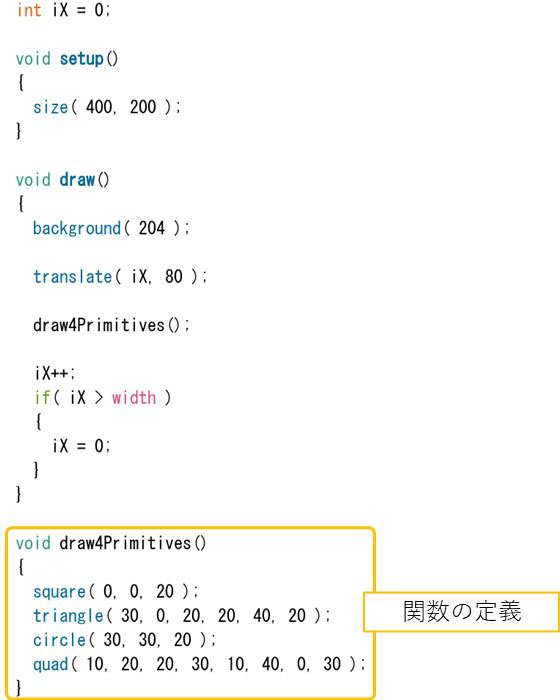 int iX = 0;
void setup()
{
size( 400, 200 );
}
void draw()
{
background( 204 );
translate( iX, 80 );
draw4Primitives();
iX++;
if( iX > width )
{
iX = 0;
}
}
void draw4Primitives()
{
square( 0, 0, 20 );
triangle( 30, 0, 20, 20, 40, 20 );
circle( 30, 30, 20 );
quad( 10, 20, 20, 30, 10, 40, 0, 30 );
}
関数の定義